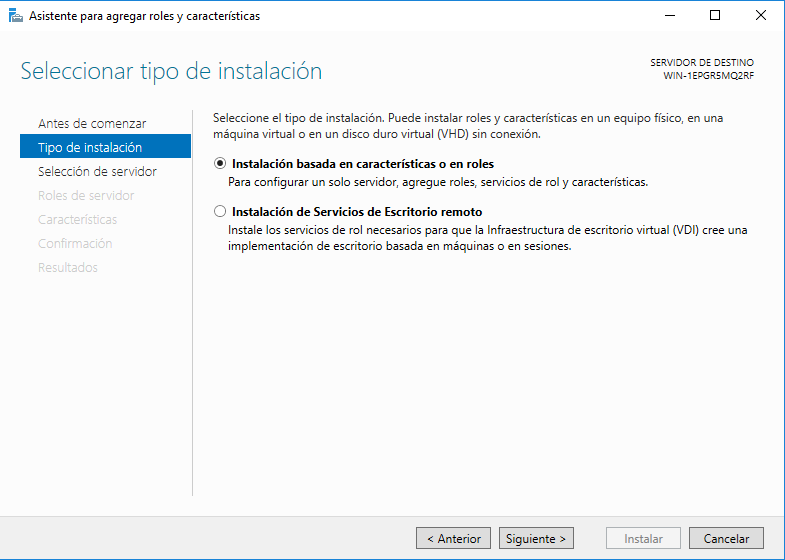 Asistente para agregar roles y características
Seleccionar tipo de instalación
SERVIDOR DE DESTINO
WIN-1EPGR5MQ2RF
Antes de comenzar
Tipo de instalación
Selección de servidor
Roles de servidor
Características
Confirmación
Resultados
Seleccione el tipo de instalación. Puede instalar roles y características en un equipo físico, en una
máquina virtual o en un disco duro virtual (VHD) sin conexión.
Instalación basada en características o en roles
Para configurar un solo servidor, agregue roles, servicios de rol y características.
Instalación de Servicios de Escritorio remoto
Instale los servicios de rol necesarios para que la Infraestructura de escritorio virtual (VDI) cree una
implementación de escritorio basada en máquinas o en sesiones.
< Anterior
Siguiente >
Instalar
Cancelar